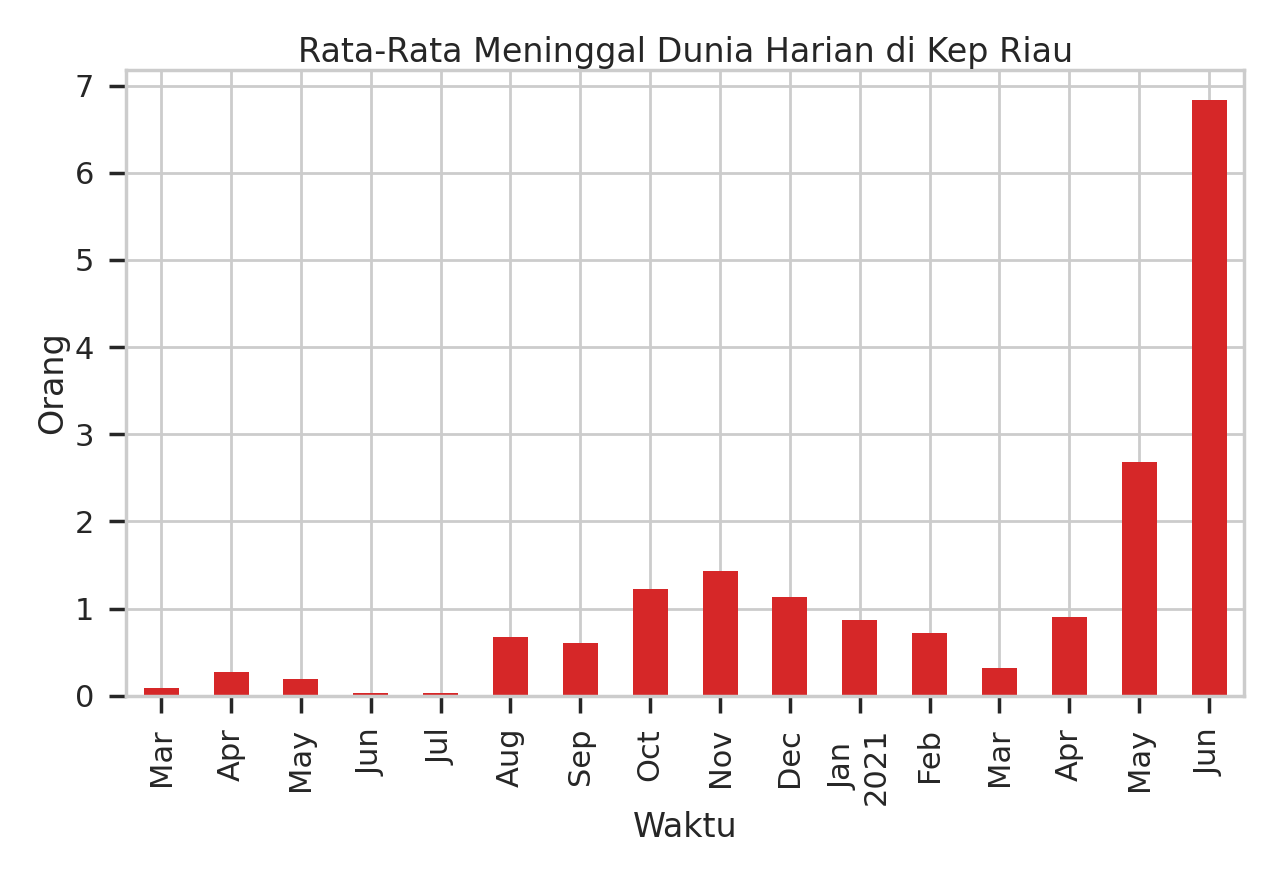 Rata-Rata Meninggal Dunia Harian di Kep Riau
7
6
5
4
3
2
1
0
Orang
Mar
Apr
May
Jun
Jul
Aug
Sep
Oct
Nov
Dec
Jan
2021
Feb
Mar
Apr
May
Jun
Waktu